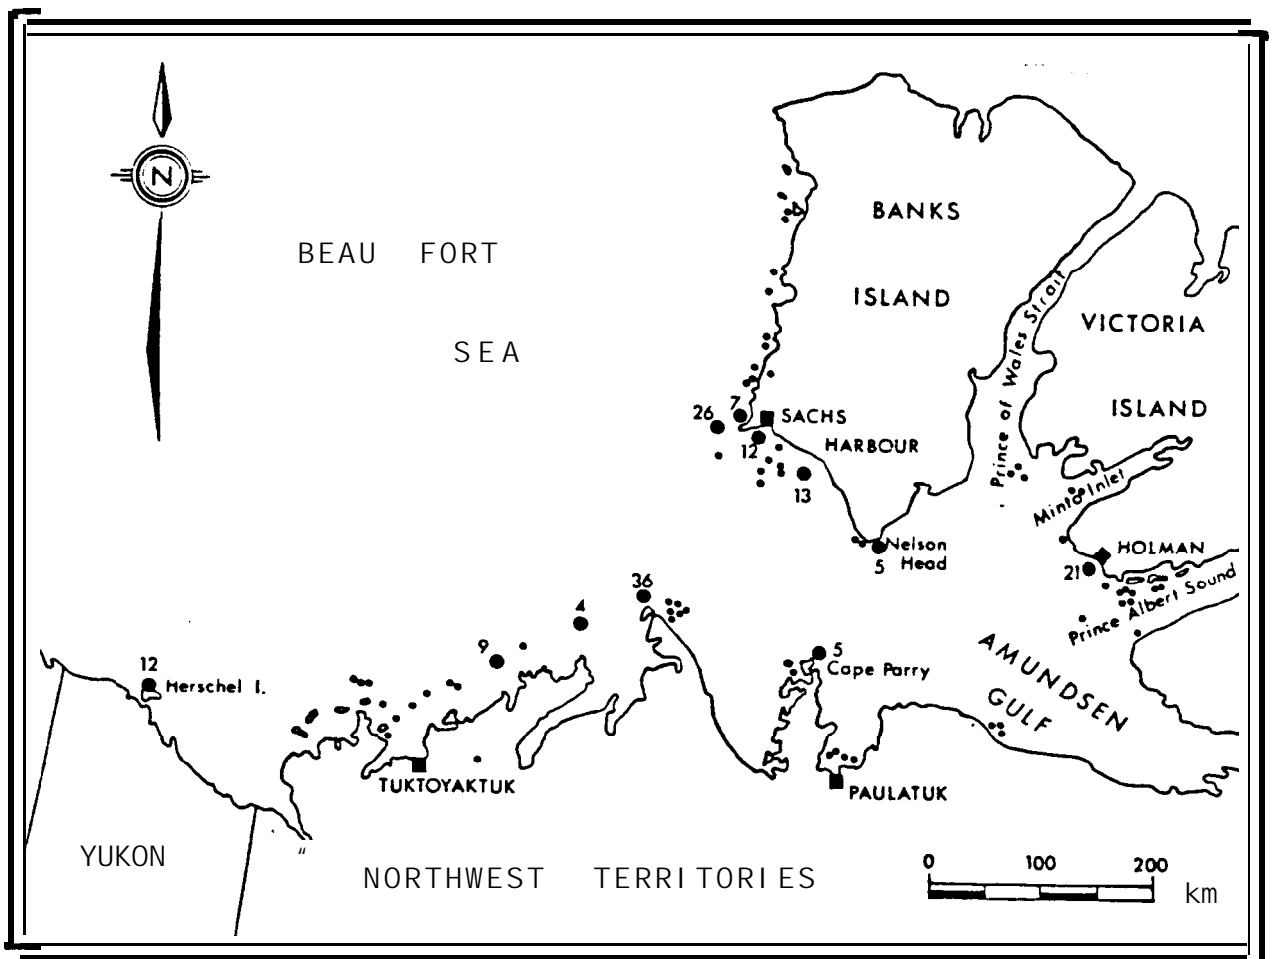 N
BEAU FORT
SEA
BANKS
ISLAND
VICTORIA
ISLAND
Prince of Wales Strait
26
7
SACHS
HARBOUR
12
13
Minto Inlet
Nelson
Head
5
HOLMAN
21
Prince Albert Sound
36
4
9
12
Herschel I.
5
Cape Parry
AMUNDSEN
GULF
TUKTOYAKTUK
PAULATUK
YUKON
NORTHWEST TERRITORIES
0 100 200
km